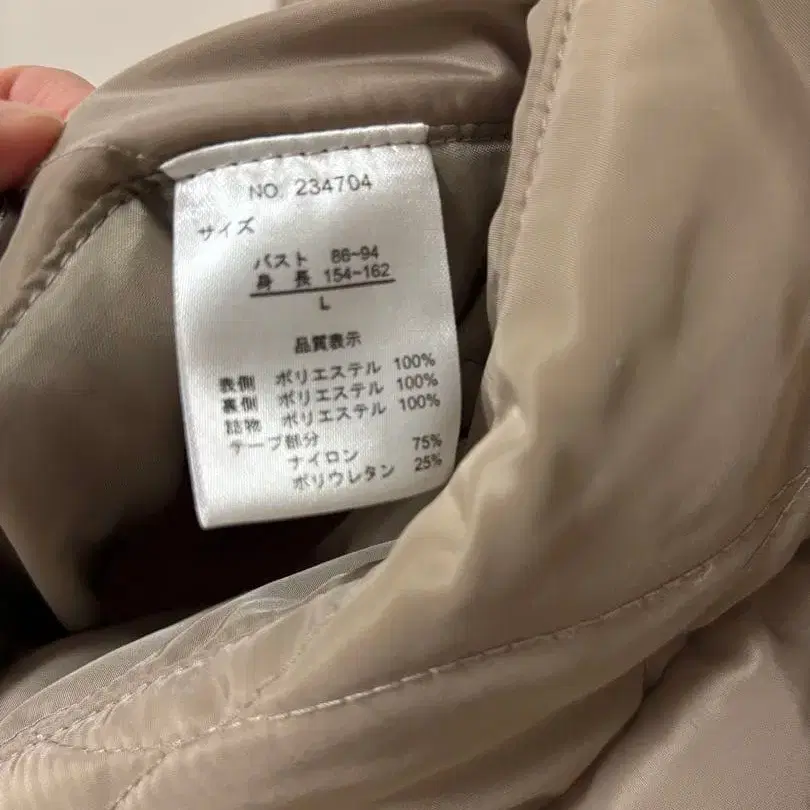 NO. 234704
サイズ
バスト 86~94
身 長 154~162
L
品質表示
表側 ポリエステル 100%
裏側 ポリエステル 100%
詰物 ポリエステル 100%
テープ部分
ナイロン 75%
ポリウレタン 25%